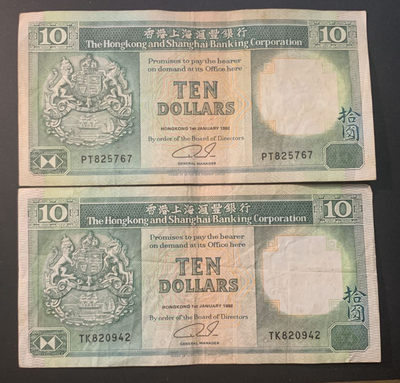 10 香港上海滙豐銀行 10
The Hongkong and Shanghai Banking Corporation
Promises to pay the bearer
on demand at its Office here
TEN
DOLLARS
拾圓
HONGKONG 1st JANUARY 1992
By order of the Board of Directors
PT825767 PT825767
GENERAL MANAGER
10 香港上海滙豐銀行 10
The Hongkong and Shanghai Banking Corporation
Promises to pay the bearer
on demand at its Office here
TEN
DOLLARS
拾圓
HONGKONG 1st JANUARY
By order of the Board of Directors
TK820942 TK820942
GENERAL MANAGER